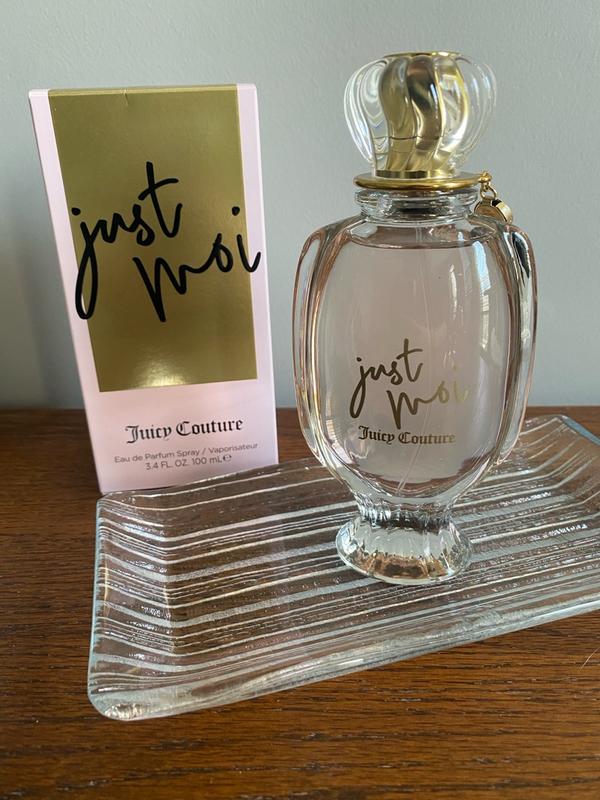 just
moi
Juicy Couture
Eau de Parfum Spray / Vaporisateur
3.4 FL. OZ. 100 mL℮
just
moi
Juicy Couture